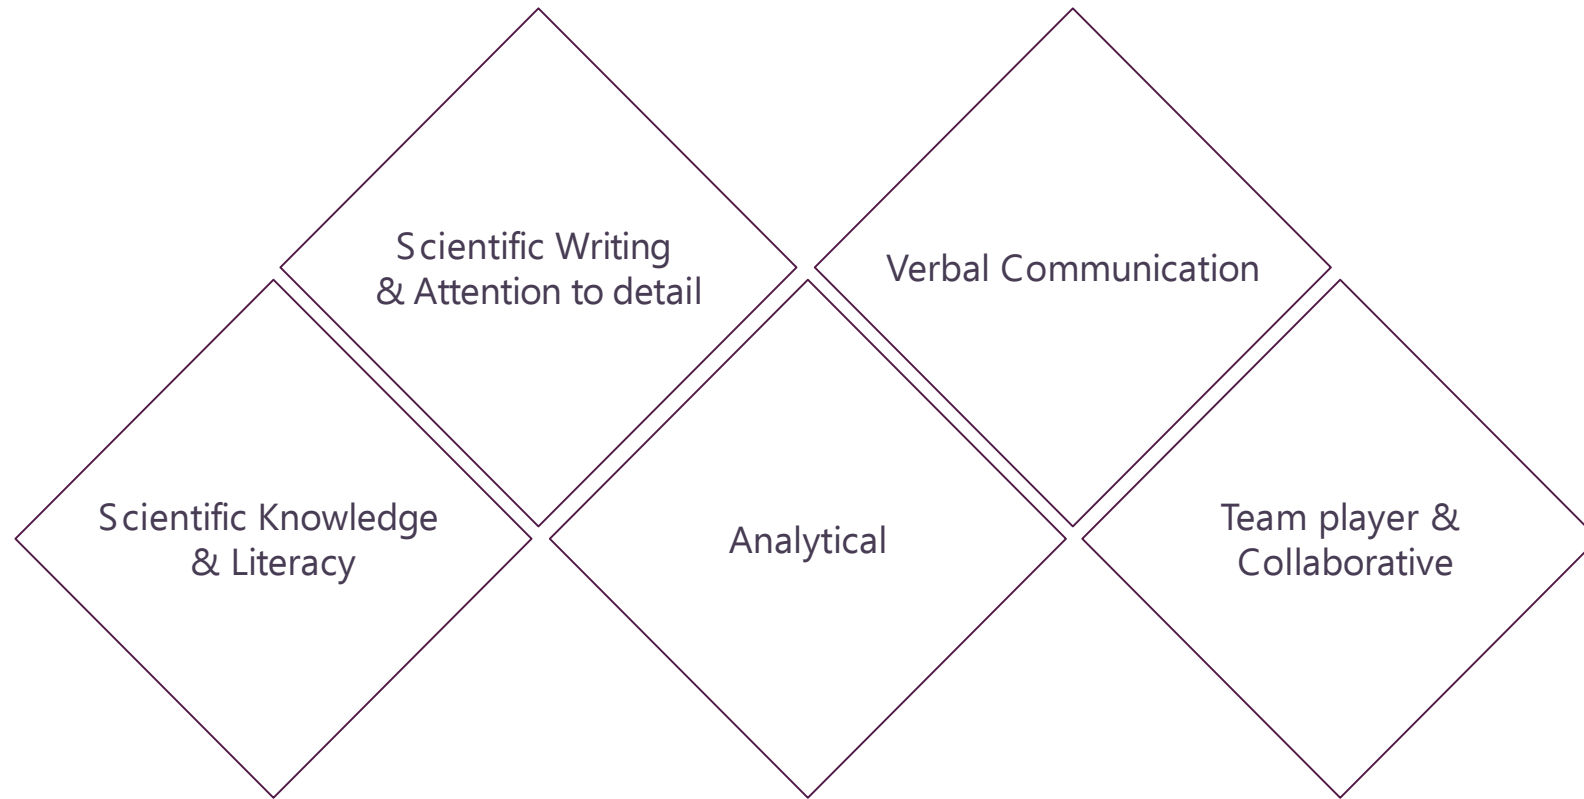 Scientific Writing
& Attention to detail
Verbal Communication
Scientific Knowledge
& Literacy
Analytical
Team player &
Collaborative